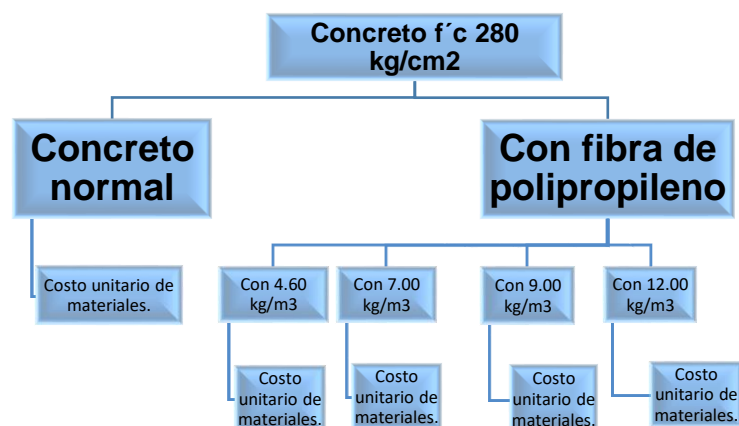 Concreto f´c 280
kg/cm2
Concreto
normal
Con fibra de
polipropileno
Costo unitario de
materiales.
Con 4.60
kg/m3
Con 7.00
kg/m3
Con 9.00
kg/m3
Con 12.00
kg/m3
Costo
unitario de
materiales.
Costo
unitario de
materiales.
Costo
unitario de
materiales.
Costo
unitario de
materiales.